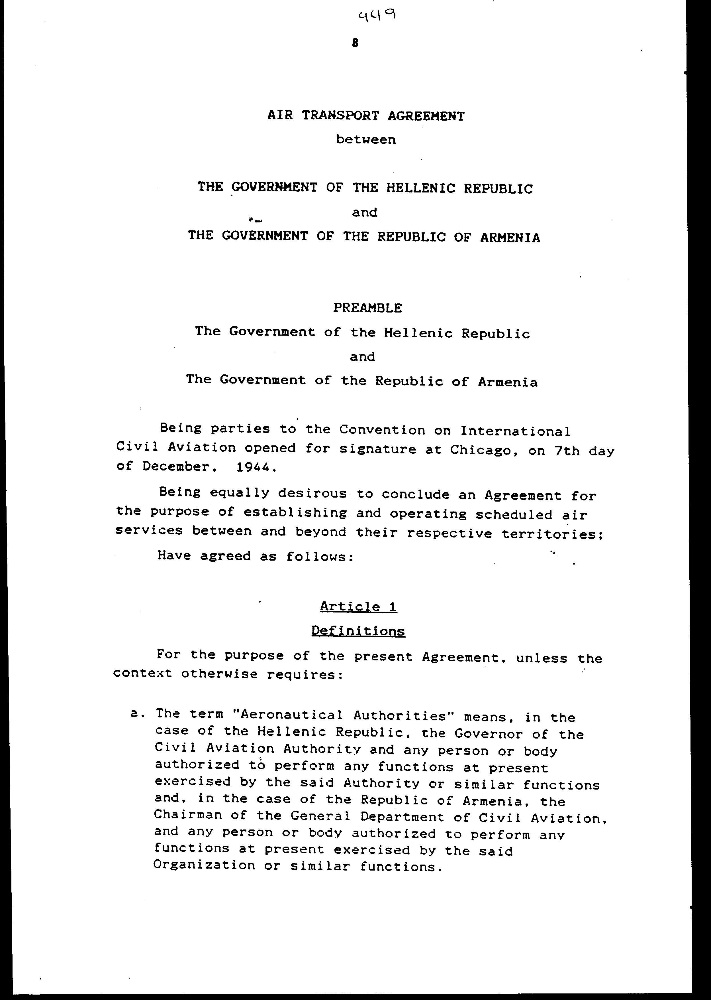 449
8
AIR TRANSPORT AGREEMENT
between
THE GOVERNMENT OF THE HELLENIC REPUBLIC
and
THE GOVERNMENT OF THE REPUBLIC OF ARMENIA
PREAMBLE
The Government of the Hellenic Republic
and
The Government of the Republic of Armenia
Being parties to the Convention on International
Civil Aviation opened for signature at Chicago, on 7th day
of December, 1944.
Being equally desirous to conclude an Agreement for
the purpose of establishing and operating scheduled air
services between and beyond their respective territories;
Have agreed as follows:
Article 1
Definitions
For the purpose of the present Agreement, unless the
context otherwise requires:
a. The term "Aeronautical Authorities" means, in the
case of the Hellenic Republic, the Governor of the
Civil Aviation Authority and any person or body
authorized to perform any functions at present
exercised by the said Authority or similar functions
and, in the case of the Republic of Armenia, the
Chairman of the General Department of Civil Aviation,
and any person or body authorized to perform any
functions at present exercised by the said
Organization or similar functions.